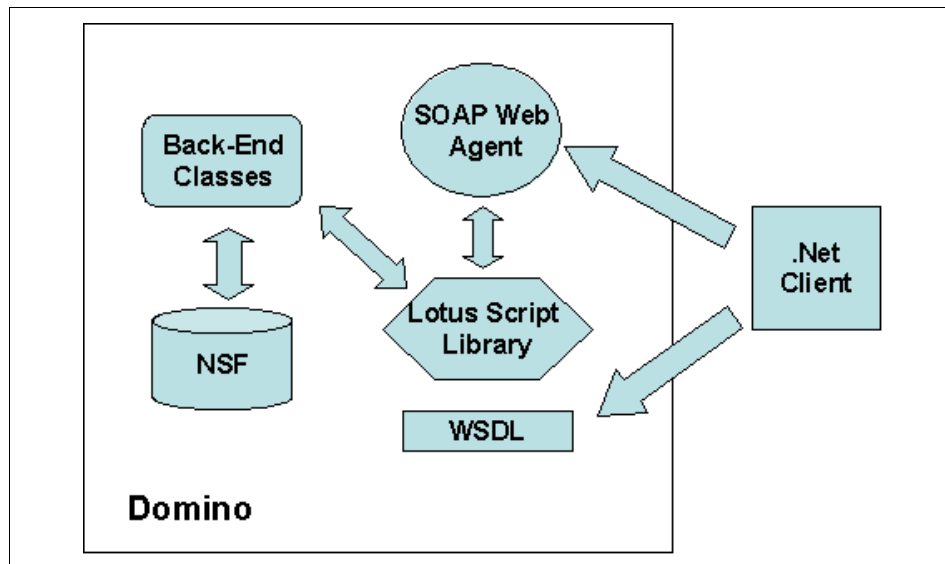 SOAP Web
Agent
Back-End
Classes
.Net
Client
Lotus Script
Library
NSF
WSDL
Domino